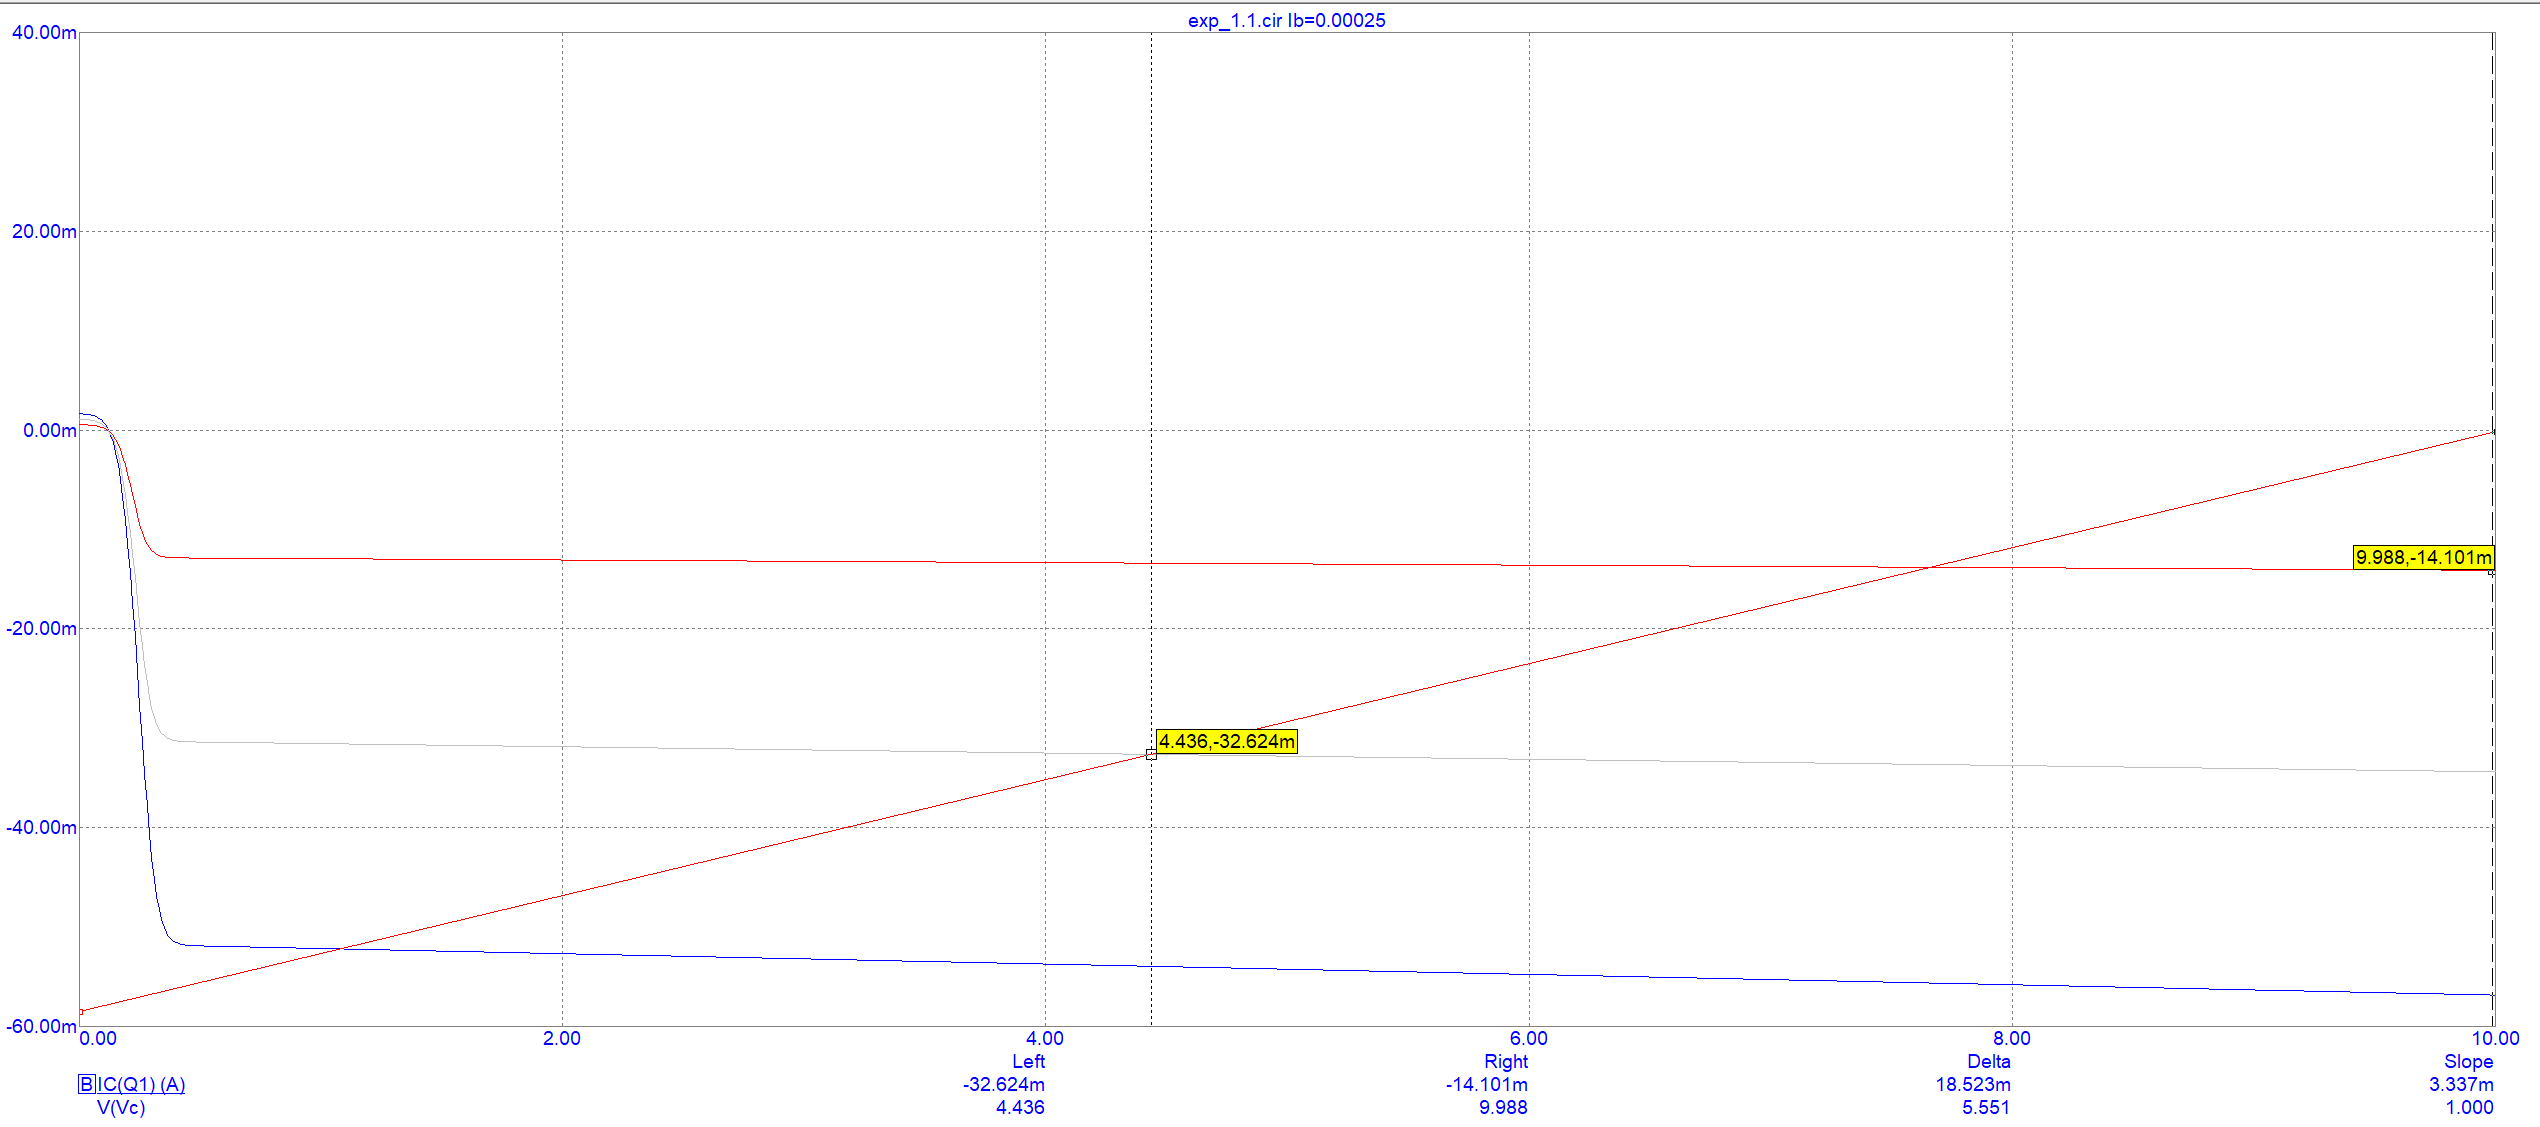 exp_1.1.cir Ib=0.00025
40.00m
20.00m
0.00m
9.988,-14.101m
-20.00m
4.436,-32.624m
-40.00m
-60.00m
0.00 2.00 4.00 6.00 8.00 10.00
Left Right Delta Slope
B IC(Q1) (A) -32.624m -14.101m 18.523m 3.337m
V(Vc) 4.436 9.988 5.551 1.000